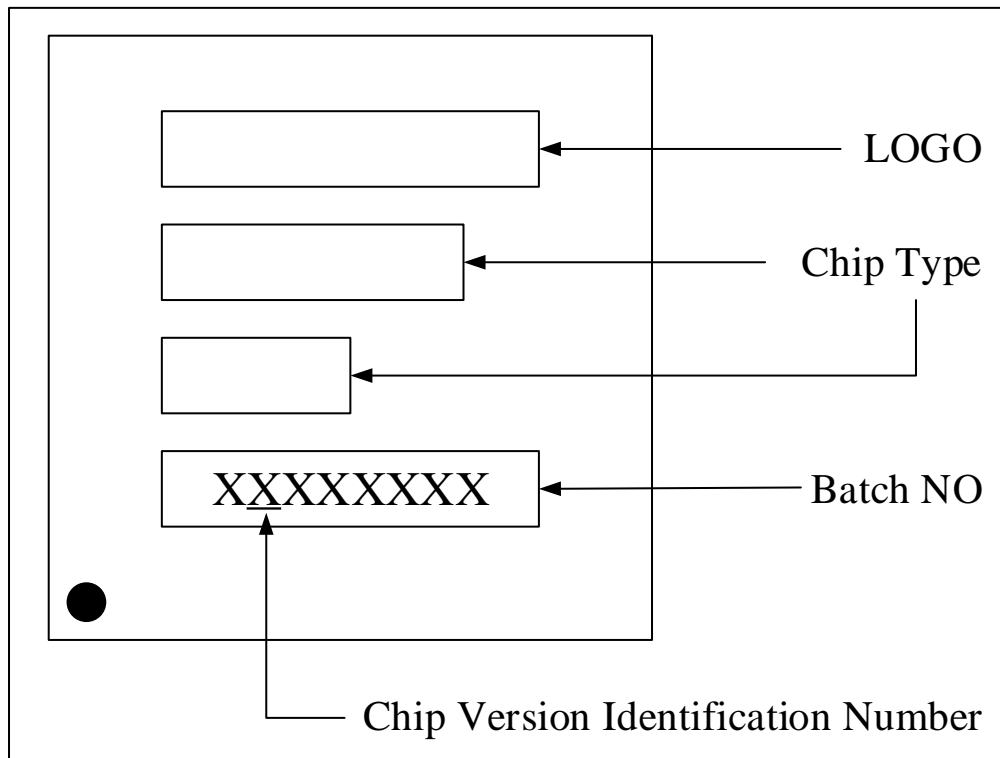 LOGO
Chip Type
XXXXXXXX
Batch NO
Chip Version Identification Number